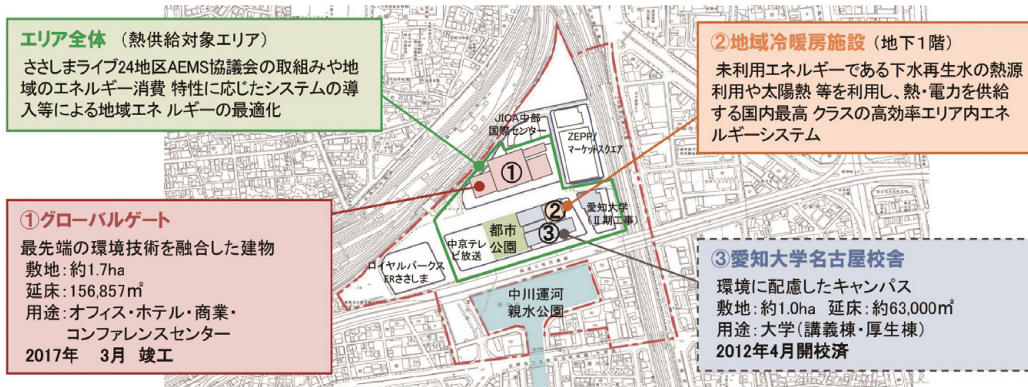 エリア全体 (熱供給対象エリア)
ささしまライブ24地区AEMS協議会の取組みや地
域のエネルギー消費 特性に応じたシステムの導
入等による地域エネ ルギーの最適化
②地域冷暖房施設 (地下1階)
未利用エネルギーである下水再生水の熱源
利用や太陽熱 等を利用し、熱・電力を供給
する国内最高 クラスの高効率エリア内エネ
ルギーシステム
JICA中部
国際センター
ZEPP/
マーケットスクエア
①
②
③
愛知大学
(Ⅱ期工事)
都市
公園
中京テレ
ビ放送
ロイヤルパークス
ERささしま
中川運河
親水公園
①グローバルゲート
最先端の環境技術を融合した建物
敷地:約1.7ha
延床:156,857㎡
用途:オフィス・ホテル・商業・
コンファレンスセンター
2017年 3月 竣工
③愛知大学名古屋校舎
環境に配慮したキャンパス
敷地:約1.0ha 延床:約63,000㎡
用途:大学(講義棟・厚生棟)
2012年4月開校済